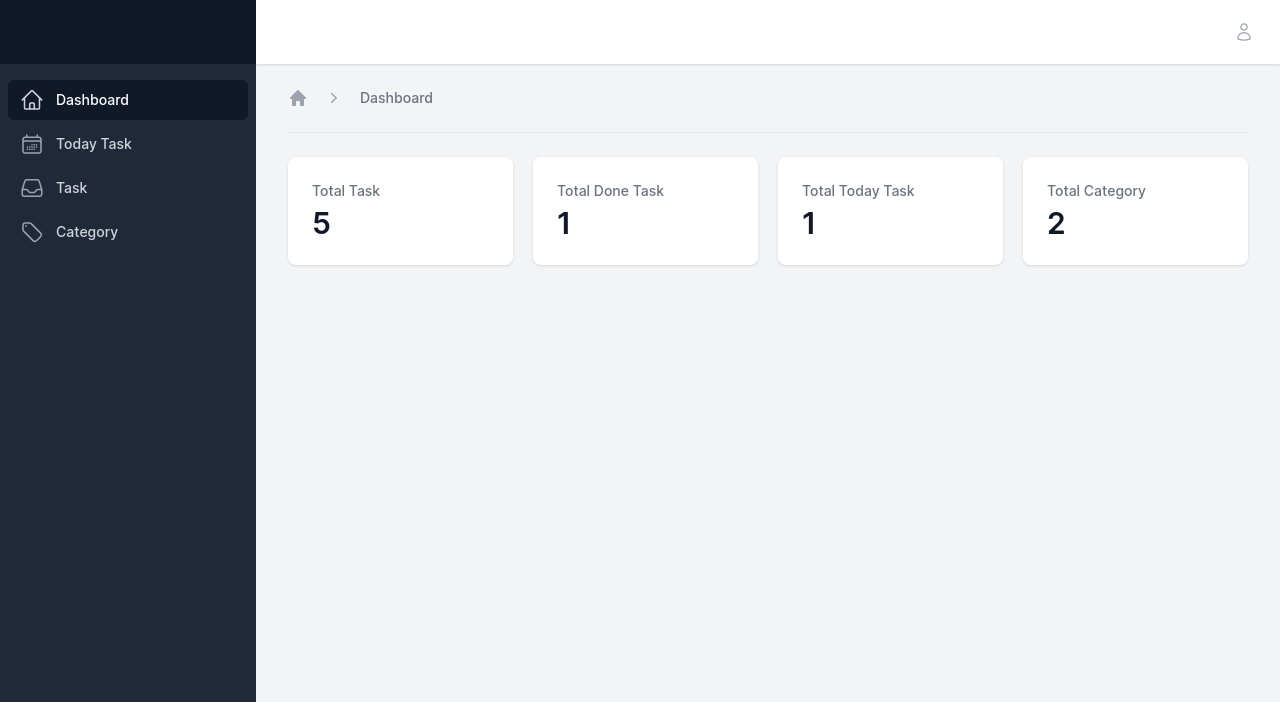 Dashboard
Today Task
Task
Category
Dashboard
Total Task
5
Total Done Task
1
Total Today Task
1
Total Category
2